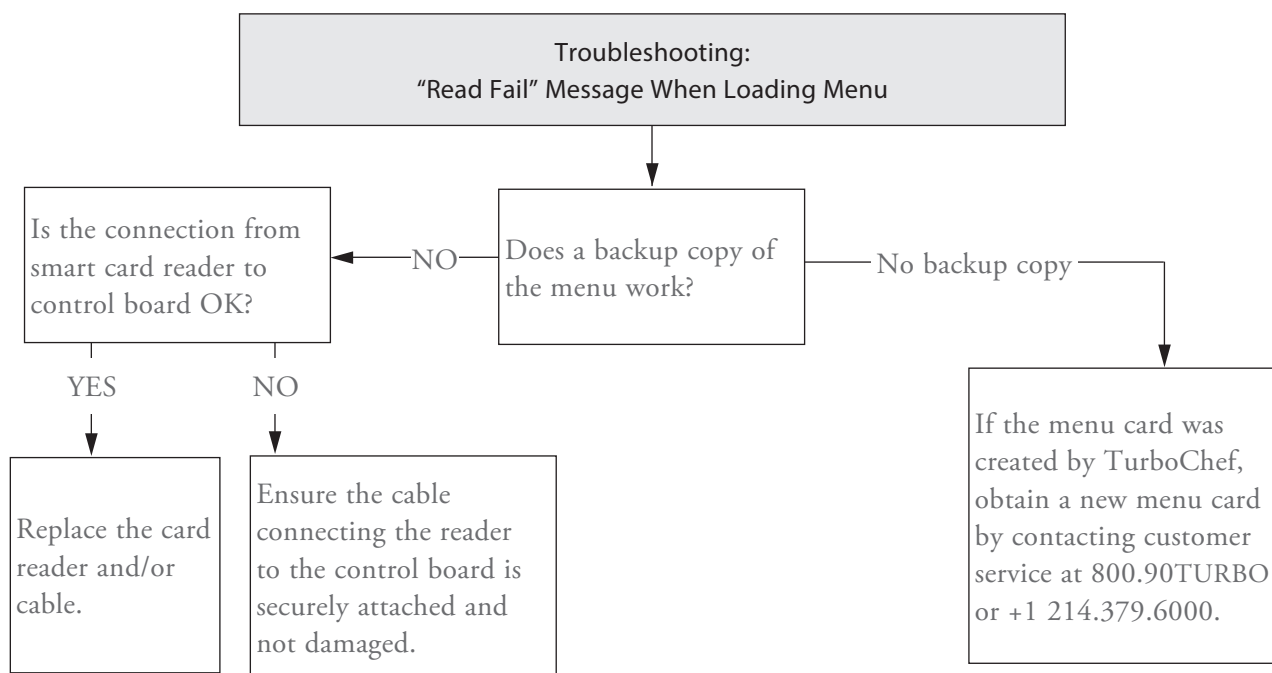 Troubleshooting:
“Read Fail” Message When Loading Menu
Is the connection from
smart card reader to
control board OK?
NO
Does a backup copy of
the menu work?
No backup copy
YES
NO
Replace the card
reader and/or
cable.
Ensure the cable
connecting the reader
to the control board is
securely attached and
not damaged.
If the menu card was
created by TurboChef,
obtain a new menu card
by contacting customer
service at 800.90TURBO
or +1 214.379.6000.